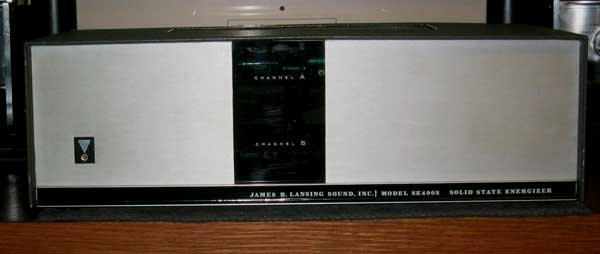 CHANNEL A
CHANNEL B
JAMES B. LANSING SOUND, INC. MODEL SE400S SOLID STATE ENERGIZER